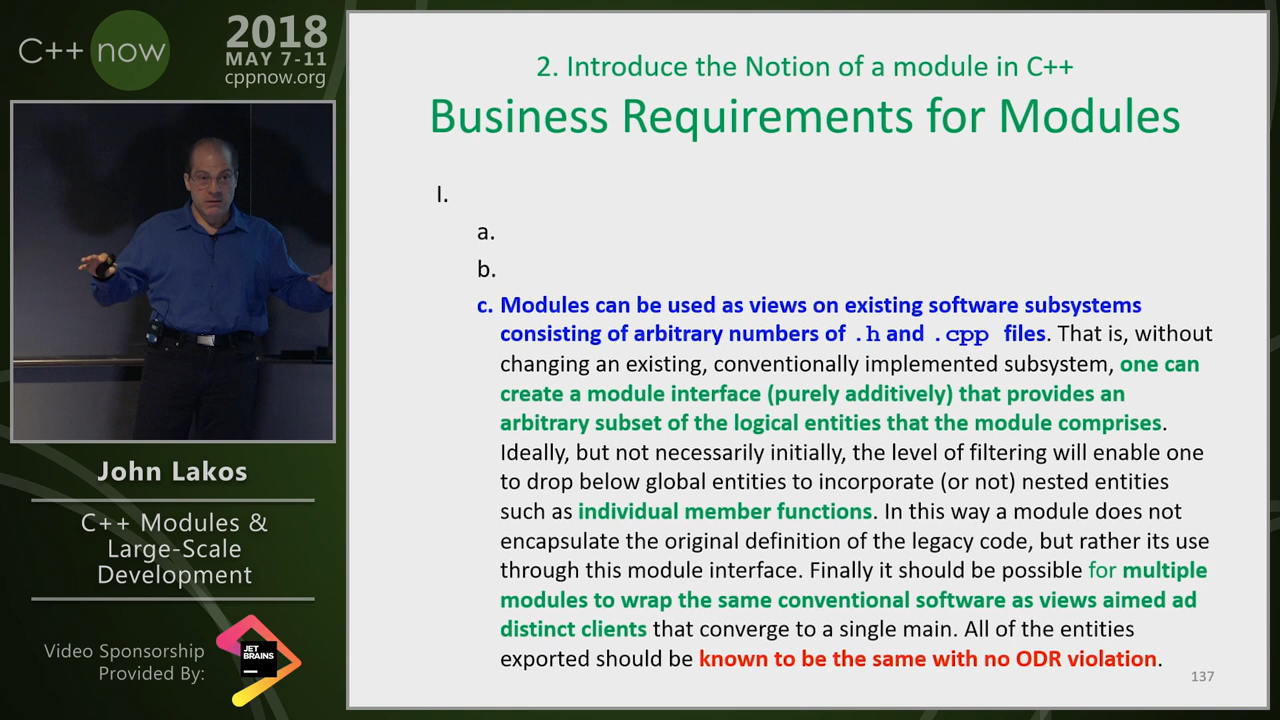 C++ now
2018
MAY 7-11
cppnow.org
John Lakos
C++ Modules &
Large-Scale
Development
Video Sponsorship
Provided By:
JET
BRAINS
2. Introduce the Notion of a module in C++
Business Requirements for Modules
I.
a.
b.
c. Modules can be used as views on existing software subsystems
consisting of arbitrary numbers of .h and .cpp files. That is, without
changing an existing, conventionally implemented subsystem, one can
create a module interface (purely additively) that provides an
arbitrary subset of the logical entities that the module comprises.
Ideally, but not necessarily initially, the level of filtering will enable one
to drop below global entities to incorporate (or not) nested entities
such as individual member functions. In this way a module does not
encapsulate the original definition of the legacy code, but rather its use
through this module interface. Finally it should be possible for multiple
modules to wrap the same conventional software as views aimed ad
distinct clients that converge to a single main. All of the entities
exported should be known to be the same with no ODR violation.
137